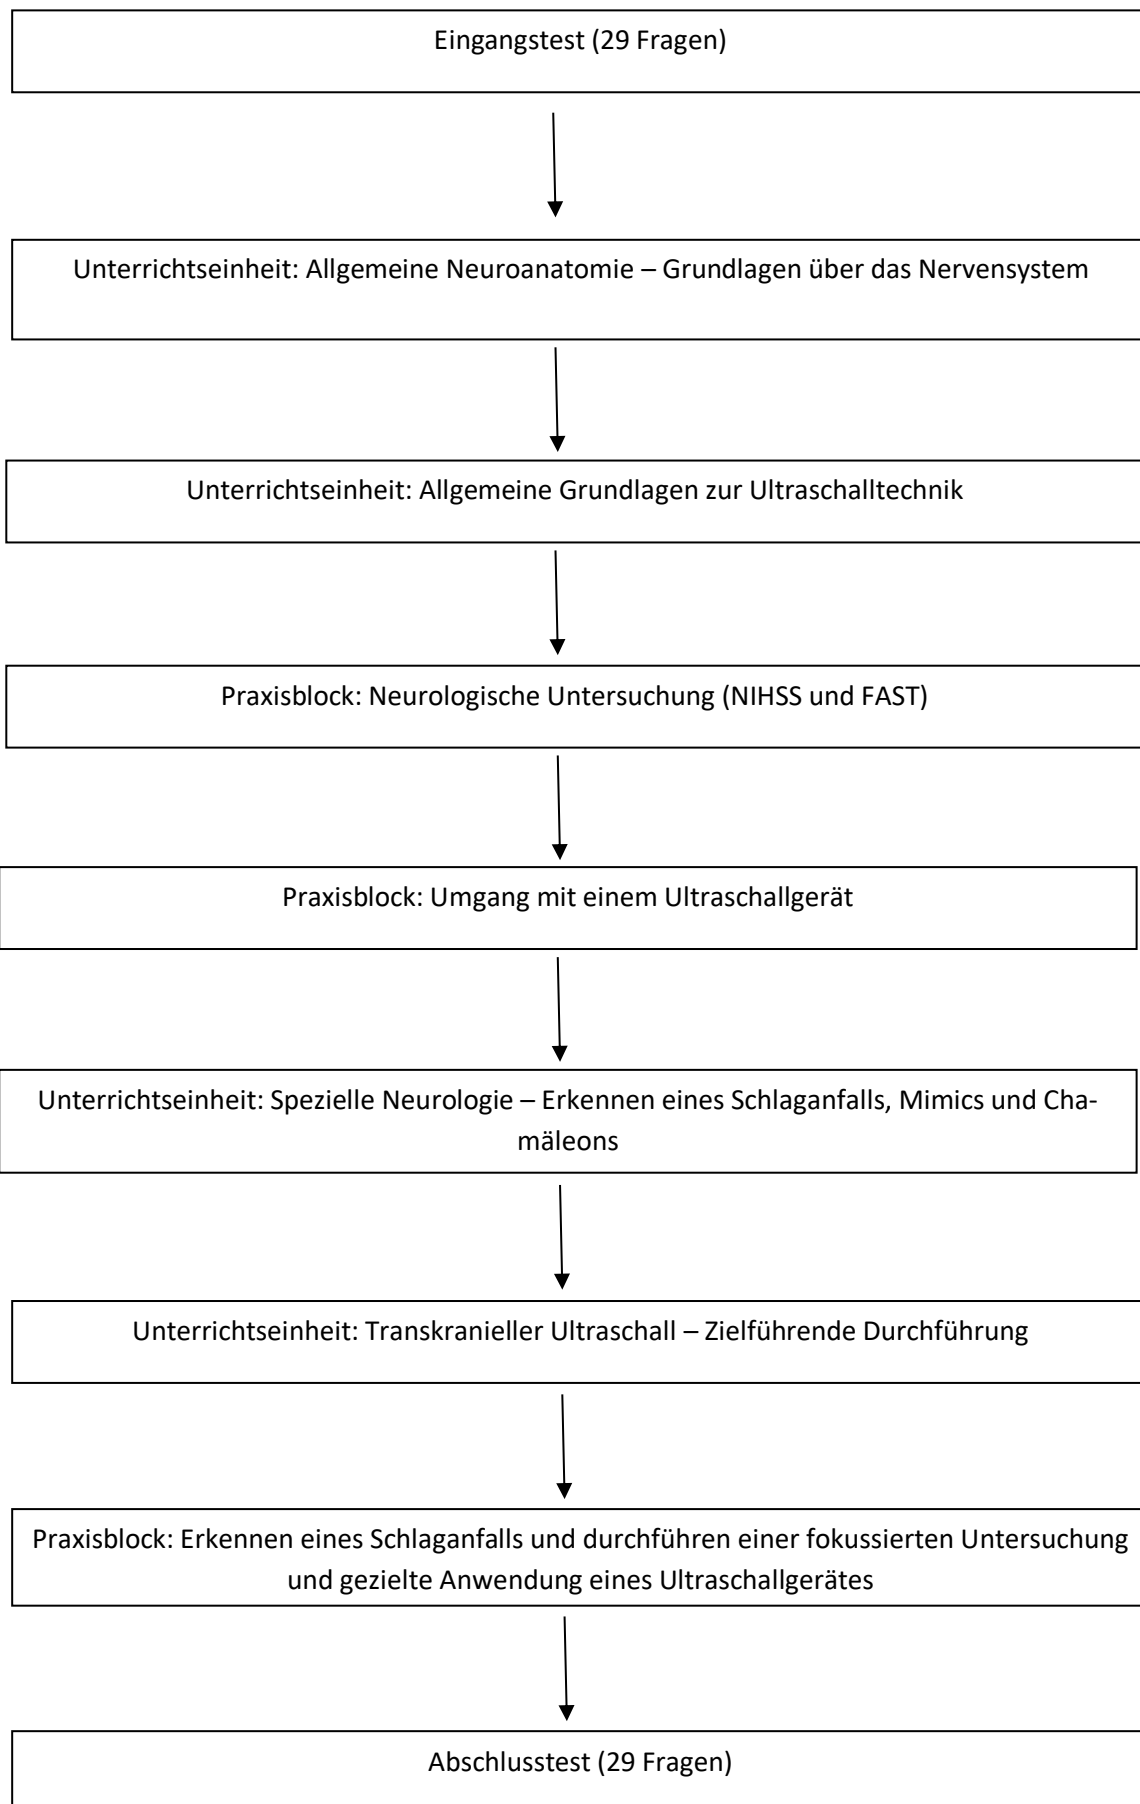 Eingangstest (29 Fragen)
Unterrichtseinheit: Allgemeine Neuroanatomie – Grundlagen über das Nervensystem
Unterrichtseinheit: Allgemeine Grundlagen zur Ultraschalltechnik
Praxisblock: Neurologische Untersuchung (NIHSS und FAST)
Praxisblock: Umgang mit einem Ultraschallgerät
Unterrichtseinheit: Spezielle Neurologie – Erkennen eines Schlaganfalls, Mimics und Cha-
mäleons
Unterrichtseinheit: Transkranieller Ultraschall – Zielführende Durchführung
Praxisblock: Erkennen eines Schlaganfalls und durchführen einer fokussierten Untersuchung
und gezielte Anwendung eines Ultraschallgerätes
Abschlusstest (29 Fragen)